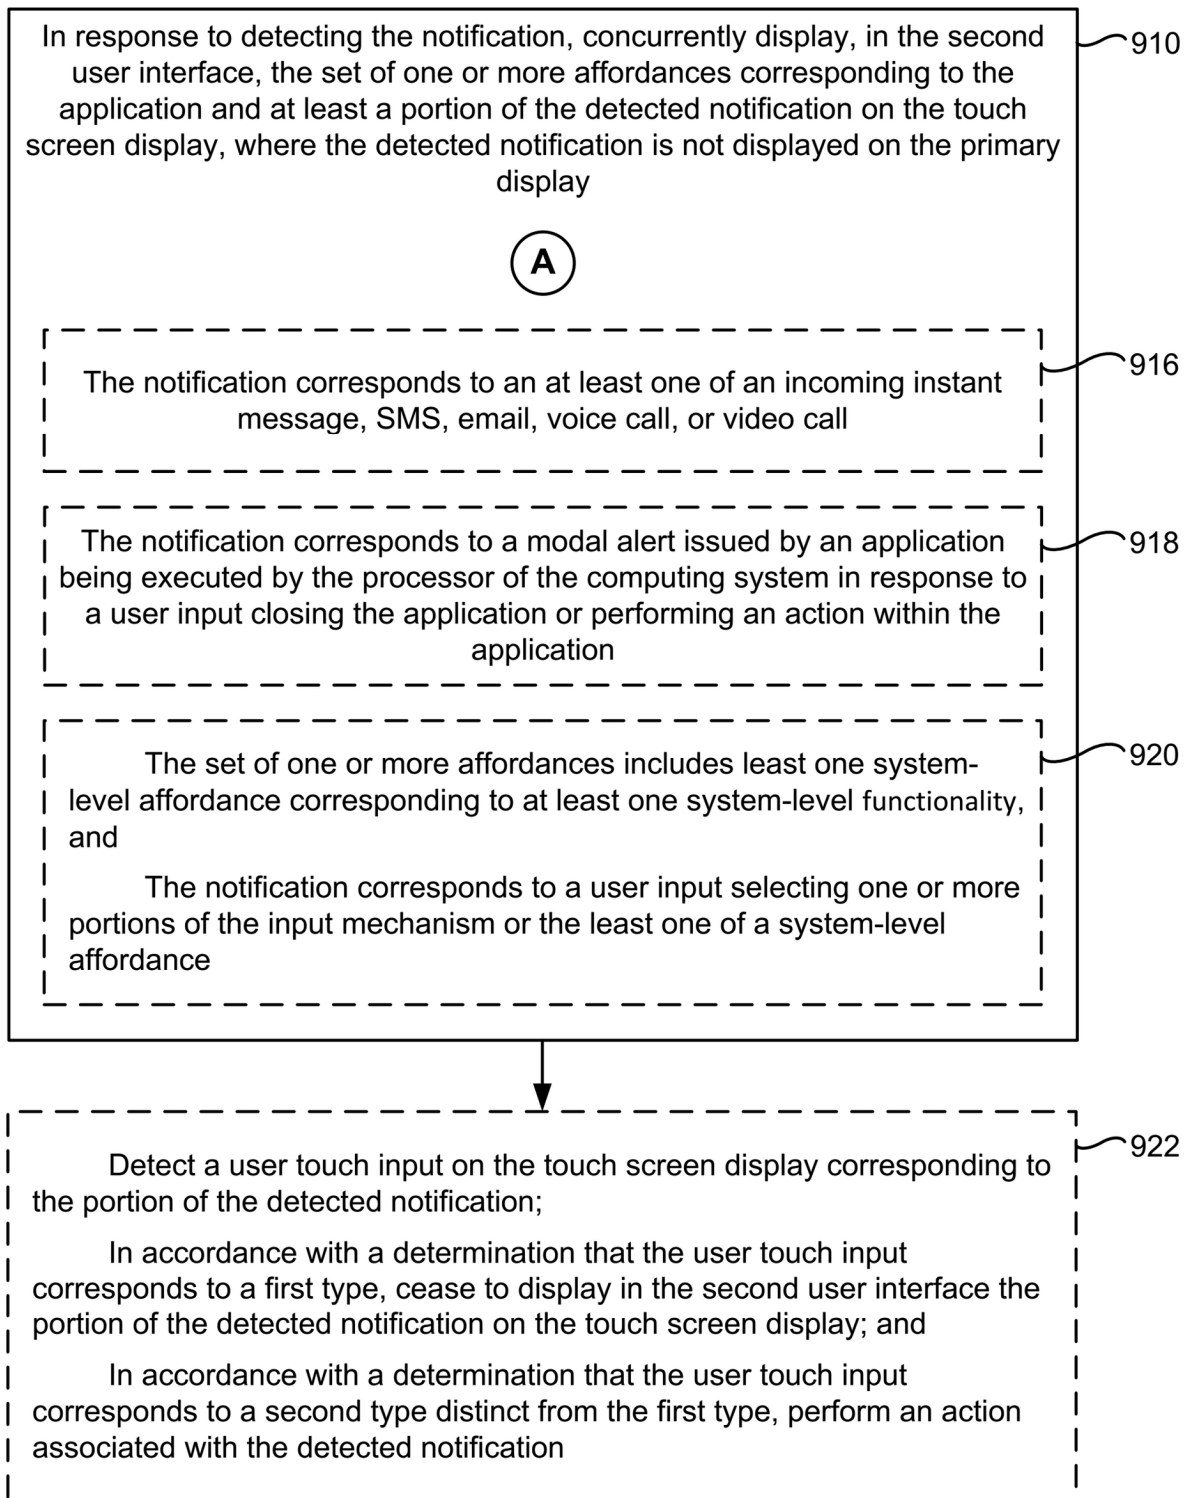 In response to detecting the notification, concurrently display, in the second
user interface, the set of one or more affordances corresponding to the
application and at least a portion of the detected notification on the touch
screen display, where the detected notification is not displayed on the primary
display
910
A
The notification corresponds to an at least one of an incoming instant
message, SMS, email, voice call, or video call
916
The notification corresponds to a modal alert issued by an application
being executed by the processor of the computing system in response to
a user input closing the application or performing an action within the
application
918
The set of one or more affordances includes least one system-
level affordance corresponding to at least one system-level functionality,
and
The notification corresponds to a user input selecting one or more
portions of the input mechanism or the least one of a system-level
affordance
920
Detect a user touch input on the touch screen display corresponding to
the portion of the detected notification;
In accordance with a determination that the user touch input
corresponds to a first type, cease to display in the second user interface the
portion of the detected notification on the touch screen display; and
In accordance with a determination that the user touch input
corresponds to a second type distinct from the first type, perform an action
associated with the detected notification
922